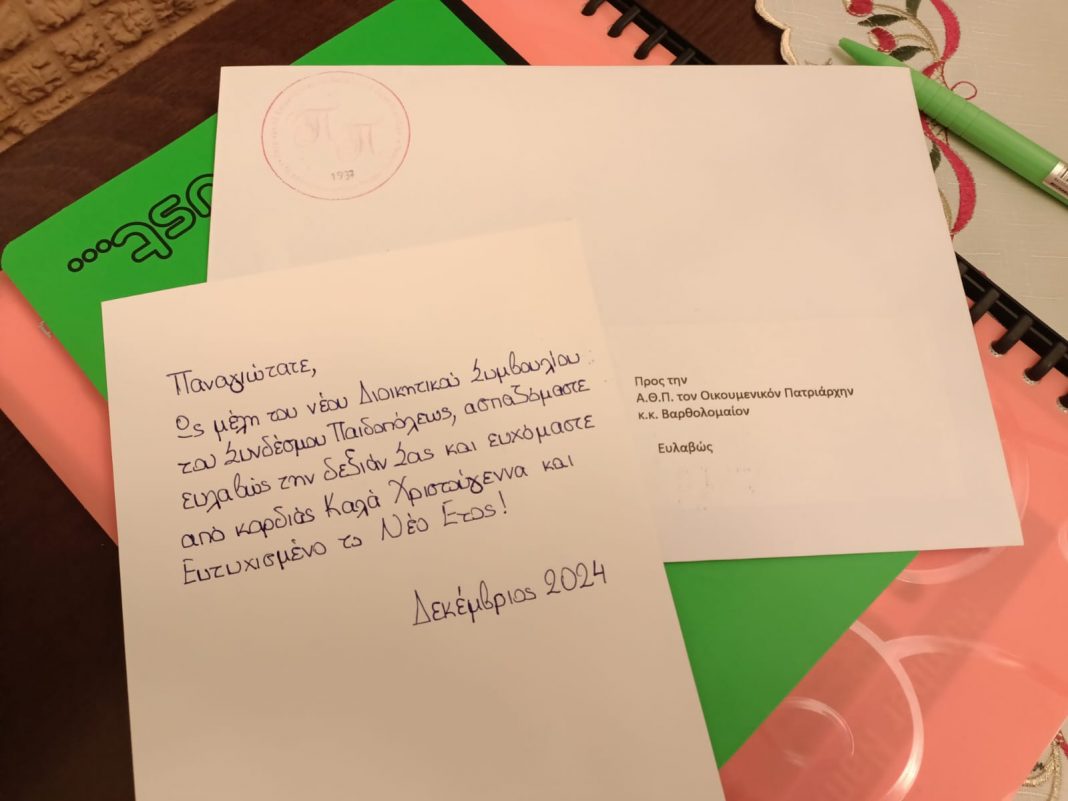 Π Π
1937
ust...
Παναγιώτατε,
Ως μέλη του νέου Διοικητικού Συμβουλίου
του Συνδέσμου Παιδοπόλεως, ασπαζόμαστε
ευλαβώς την δεξιάν Σας και ευχόμαστε
από καρδιάς Καλά Χριστούγεννα και
Ευτυχισμένο το Νέο Έτος!
Δεκέμβριος 2024
Προς την
Α.Θ.Π. τον Οικουμενικόν Πατριάρχην
κ.κ. Βαρθολομαίον
Ευλαβώς